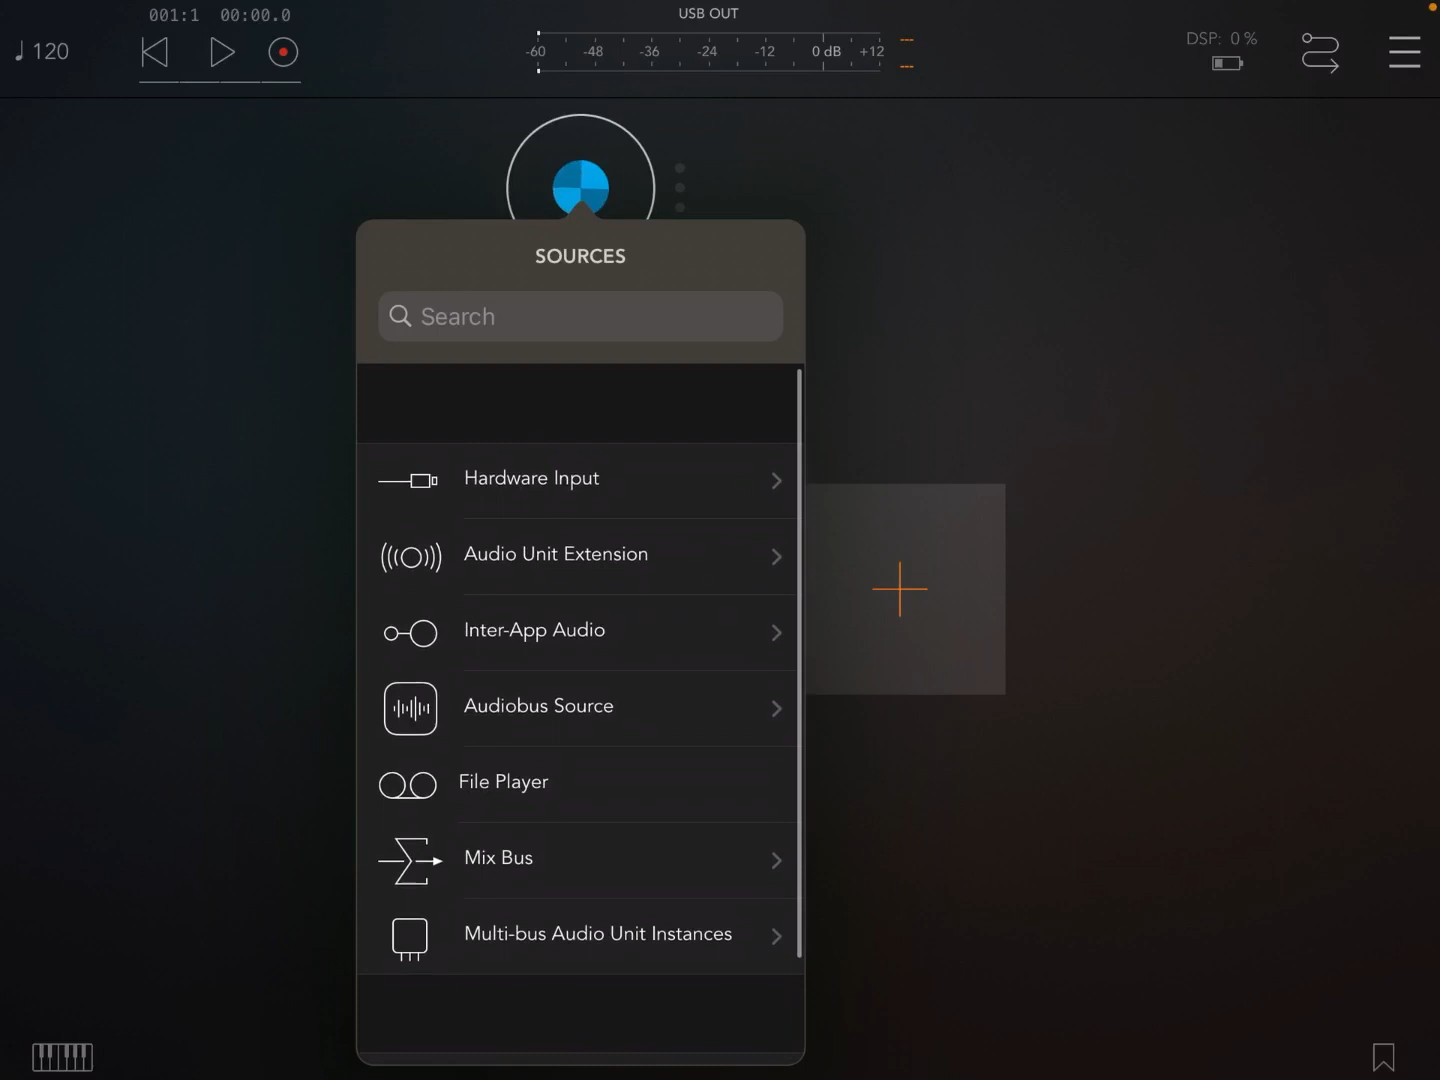 001:1 00:00.0
USB OUT
120
-60 -48 -36 -24 -12 0 dB +12
---
---
DSP: 0 %
SOURCES
Search
Hardware Input
Audio Unit Extension
Inter-App Audio
Audiobus Source
File Player
Mix Bus
Multi-bus Audio Unit Instances